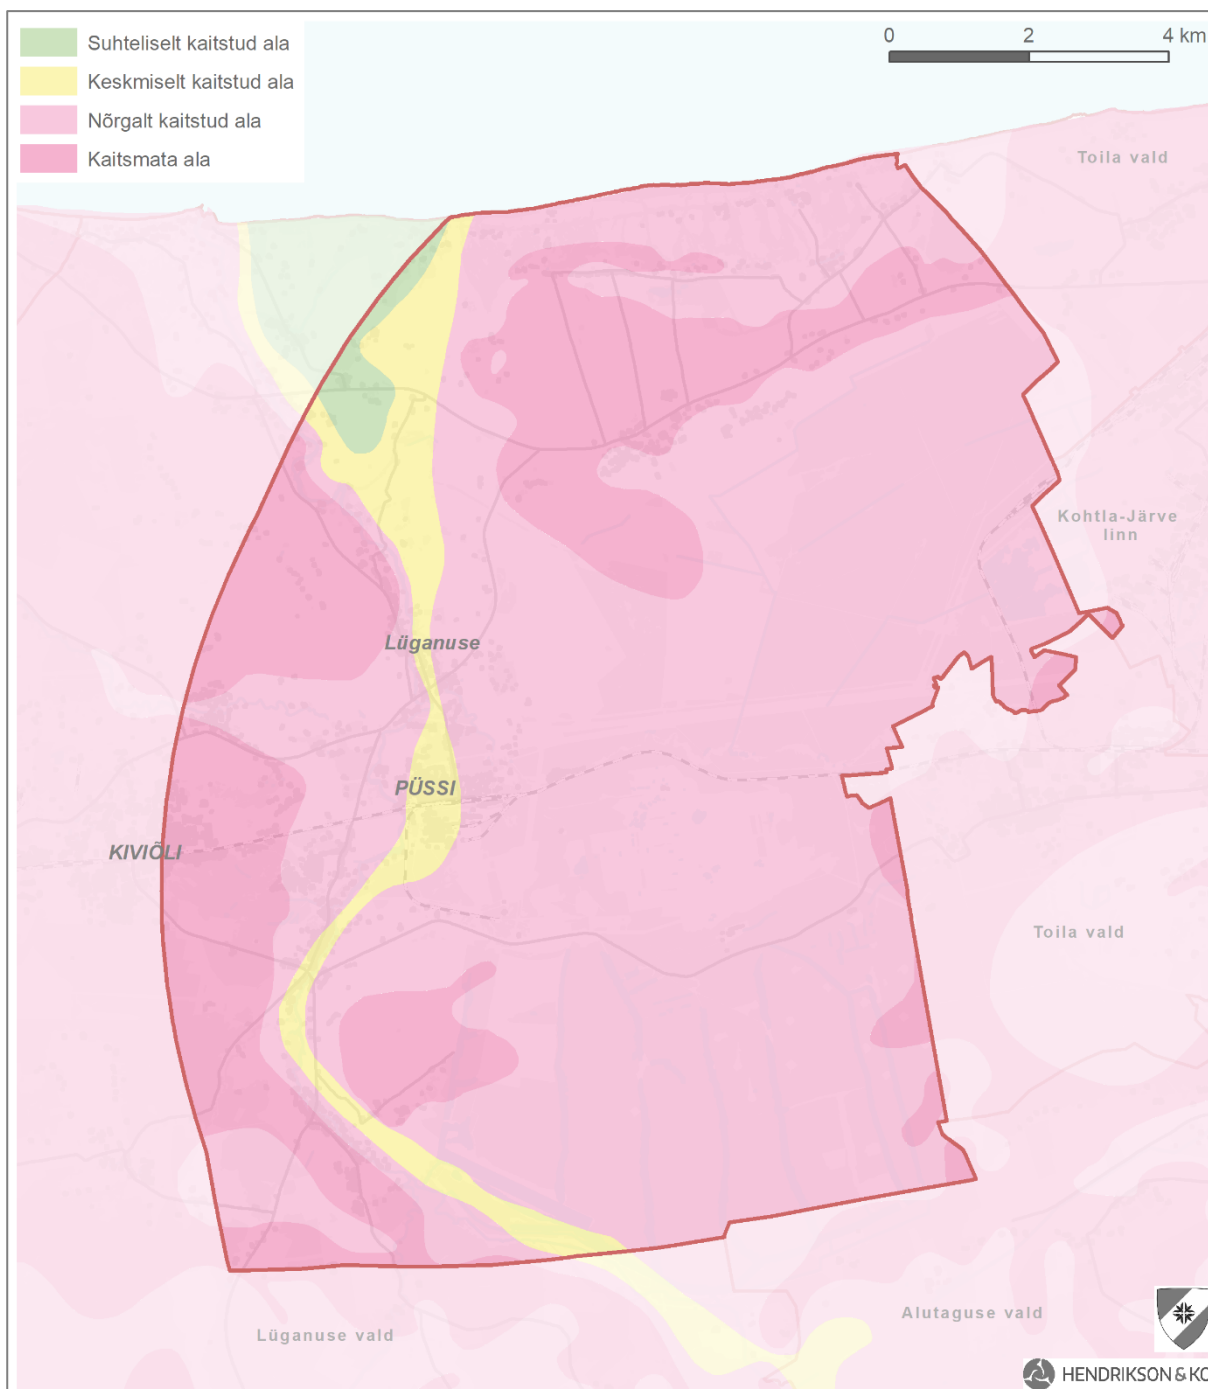 Suhteliselt kaitstud ala
Keskmiselt kaitstud ala
Nõrgalt kaitstud ala
Kaitsmata ala
0 2 4 km
Toila vald
Kohtla-Järve
linn
Lüganuse
PÜSSI
KIVIÕLI
Toila vald
Alutaguse vald
Lüganuse vald
HENDRIKSON & KO